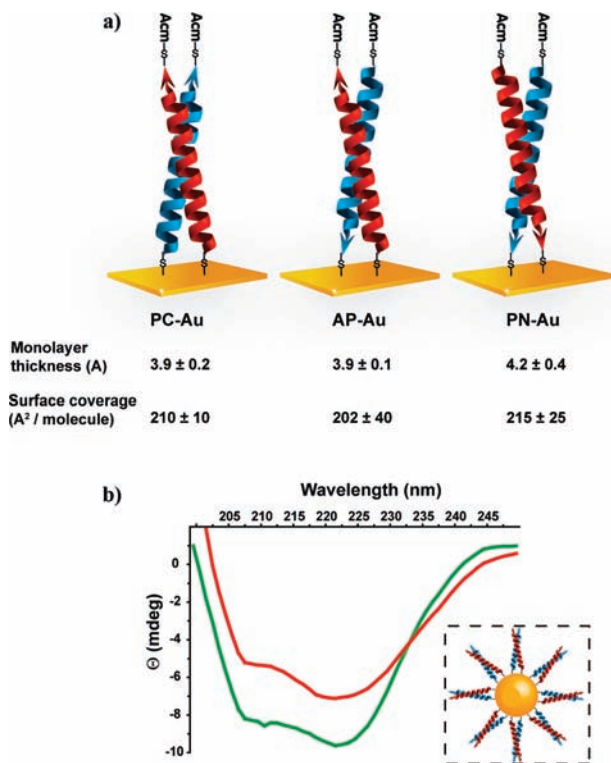 a)
Acm Acm Acm Acm Acm Acm
S S S S S S
S S S S S S
PC-Au AP-Au PN-Au
Monolayer
thickness (A) 3.9 ± 0.2 3.9 ± 0.1 4.2 ± 0.4
Surface coverage
(A² / molecule) 210 ± 10 202 ± 40 215 ± 25
b)
Wavelength (nm)
205 210 215 220 225 230 235 240 245
0
-2
-4
Θ (mdeg)
-6
-8
-10